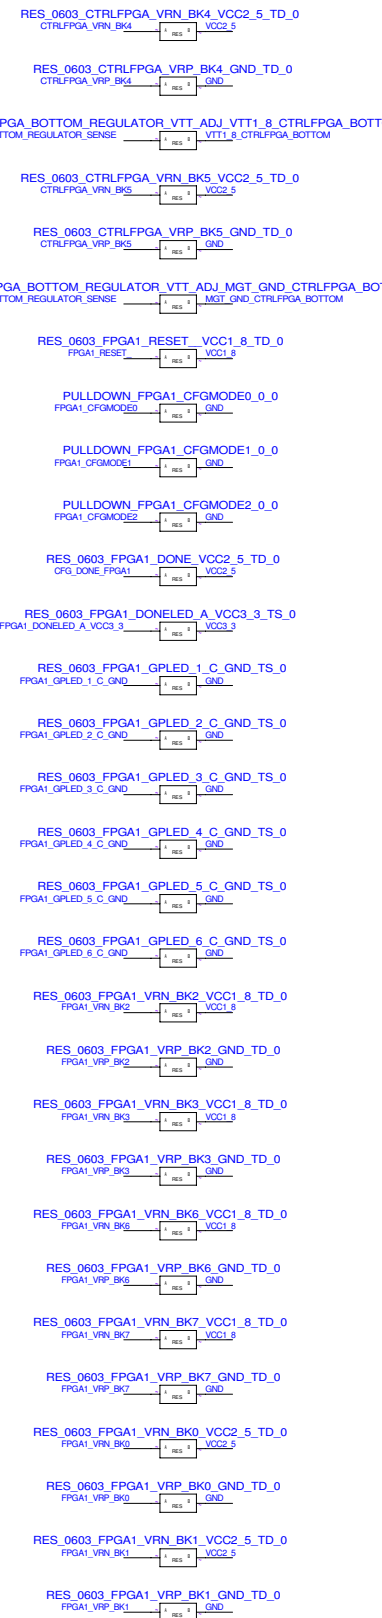 RES_0603_CTRLFPGA_VRN_BK4_VCC2_5_TD_0
CTRLFPGA_VRN_BK4 A RES B VCC2_5
RES_0603_CTRLFPGA_VRP_BK4_GND_TD_0
CTRLFPGA_VRP_BK4 A RES B GND
PGA_BOTTOM_REGULATOR_VTT_ADJ_VTT1_8_CTRLFPGA_BOTT
TTOM_REGULATOR_SENSE A RES B VTT1_8_CTRLFPGA_BOTTOM
RES_0603_CTRLFPGA_VRN_BK5_VCC2_5_TD_0
CTRLFPGA_VRN_BK5 A RES B VCC2_5
RES_0603_CTRLFPGA_VRP_BK5_GND_TD_0
CTRLFPGA_VRP_BK5 A RES B GND
PGA_BOTTOM_REGULATOR_VTT_ADJ_MGT_GND_CTRLFPGA_BOT
TTOM_REGULATOR_SENSE A RES B MGT_GND_CTRLFPGA_BOTTOM
RES_0603_FPGA1_RESET__VCC1_8_TD_0
FPGA1_RESET_ A RES B VCC1_8
PULLDOWN_FPGA1_CFGMODE0_0_0
FPGA1_CFGMODE0 A RES B GND
PULLDOWN_FPGA1_CFGMODE1_0_0
FPGA1_CFGMODE1 A RES B GND
PULLDOWN_FPGA1_CFGMODE2_0_0
FPGA1_CFGMODE2 A RES B GND
RES_0603_FPGA1_DONE_VCC2_5_TD_0
CFG_DONE_FPGA1 A RES B VCC2_5
RES_0603_FPGA1_DONELED_A_VCC3_3_TS_0
FPGA1_DONELED_A_VCC3_3 A RES B VCC3_3
RES_0603_FPGA1_GPLED_1_C_GND_TS_0
FPGA1_GPLED_1_C_GND A RES B GND
RES_0603_FPGA1_GPLED_2_C_GND_TS_0
FPGA1_GPLED_2_C_GND A RES B GND
RES_0603_FPGA1_GPLED_3_C_GND_TS_0
FPGA1_GPLED_3_C_GND A RES B GND
RES_0603_FPGA1_GPLED_4_C_GND_TS_0
FPGA1_GPLED_4_C_GND A RES B GND
RES_0603_FPGA1_GPLED_5_C_GND_TS_0
FPGA1_GPLED_5_C_GND A RES B GND
RES_0603_FPGA1_GPLED_6_C_GND_TS_0
FPGA1_GPLED_6_C_GND A RES B GND
RES_0603_FPGA1_VRN_BK2_VCC1_8_TD_0
FPGA1_VRN_BK2 A RES B VCC1_8
RES_0603_FPGA1_VRP_BK2_GND_TD_0
FPGA1_VRP_BK2 A RES B GND
RES_0603_FPGA1_VRN_BK3_VCC1_8_TD_0
FPGA1_VRN_BK3 A RES B VCC1_8
RES_0603_FPGA1_VRP_BK3_GND_TD_0
FPGA1_VRP_BK3 A RES B GND
RES_0603_FPGA1_VRN_BK6_VCC1_8_TD_0
FPGA1_VRN_BK6 A RES B VCC1_8
RES_0603_FPGA1_VRP_BK6_GND_TD_0
FPGA1_VRP_BK6 A RES B GND
RES_0603_FPGA1_VRN_BK7_VCC1_8_TD_0
FPGA1_VRN_BK7 A RES B VCC1_8
RES_0603_FPGA1_VRP_BK7_GND_TD_0
FPGA1_VRP_BK7 A RES B GND
RES_0603_FPGA1_VRN_BK0_VCC2_5_TD_0
FPGA1_VRN_BK0 A RES B VCC2_5
RES_0603_FPGA1_VRP_BK0_GND_TD_0
FPGA1_VRP_BK0 A RES B GND
RES_0603_FPGA1_VRN_BK1_VCC2_5_TD_0
FPGA1_VRN_BK1 A RES B VCC2_5
RES_0603_FPGA1_VRP_BK1_GND_TD_0
FPGA1_VRP_BK1 A RES B GND